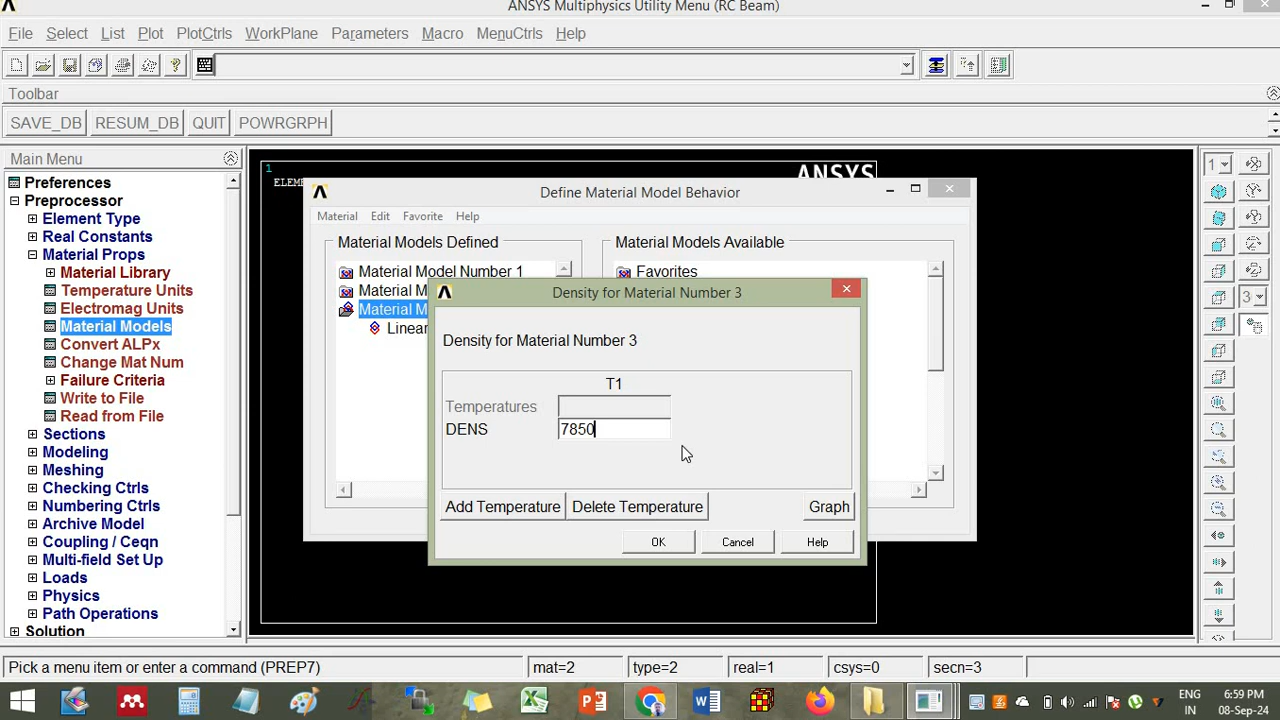 ANSYS Multiphysics Utility Menu (RC Beam)
File Select List Plot PlotCtrls WorkPlane Parameters Macro MenuCtrls Help
Toolbar
SAVE_DB RESUM_DB QUIT POWRGRPH
Main Menu
Preferences
Preprocessor
Element Type
Real Constants
Material Props
Material Library
Temperature Units
Electromag Units
Material Models
Convert ALPx
Change Mat Num
Failure Criteria
Write to File
Read from File
Sections
Modeling
Meshing
Checking Ctrls
Numbering Ctrls
Archive Model
Coupling / Ceqn
Multi-field Set Up
Loads
Physics
Path Operations
Solution
1
ELEME
ANSYS
Define Material Model Behavior
Material Edit Favorite Help
Material Models Defined
Material Models Available
Material Model Number 1
Material M
Material M
Linear
Favorites
Density for Material Number 3
Density for Material Number 3
T1
Temperatures
DENS 7850
Add Temperature Delete Temperature Graph
OK Cancel Help
1
3
Pick a menu item or enter a command (PREP7) mat=2 type=2 real=1 csys=0 secn=3
ENG 6:59 PM
IN 08-Sep-24